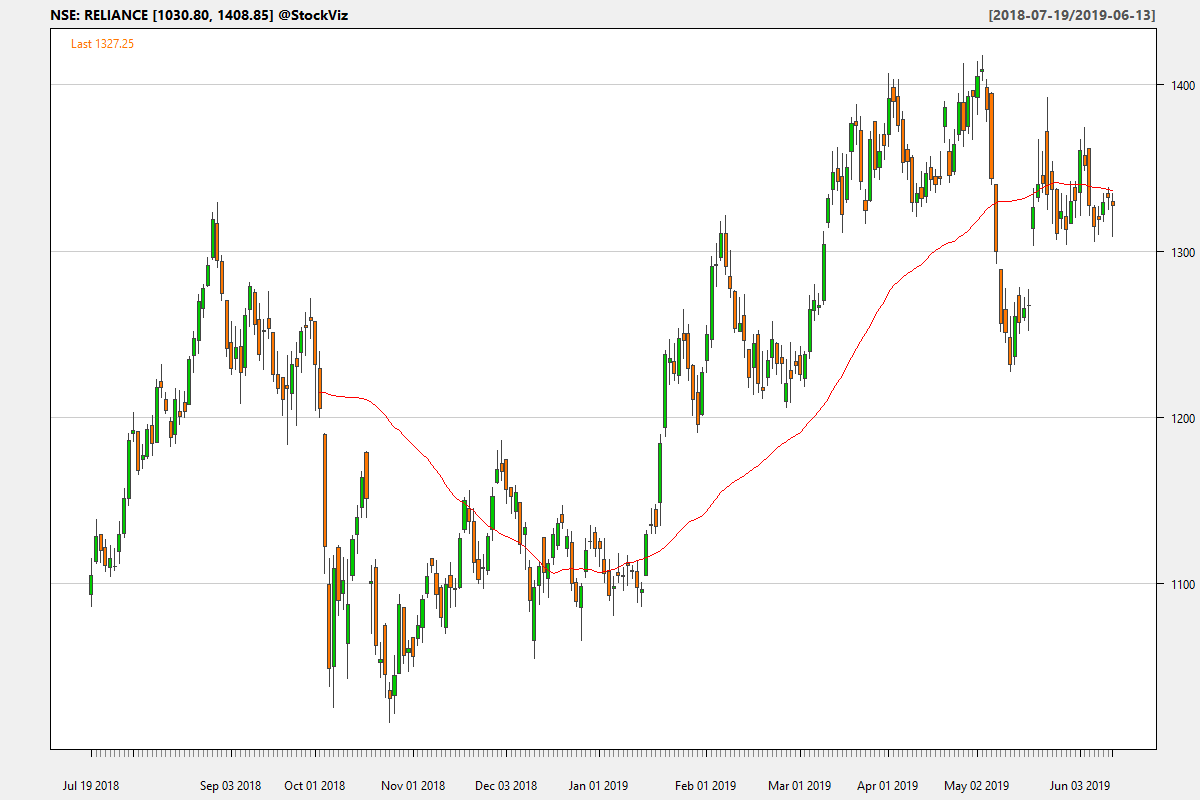 NSE: RELIANCE [1030.80, 1408.85] @StockViz [2018-07-19/2019-06-13]
Last 1327.25
1400
1300
1200
1100
Jul 19 2018 Sep 03 2018 Oct 01 2018 Nov 01 2018 Dec 03 2018 Jan 01 2019 Feb 01 2019 Mar 01 2019 Apr 01 2019 May 02 2019 Jun 03 2019